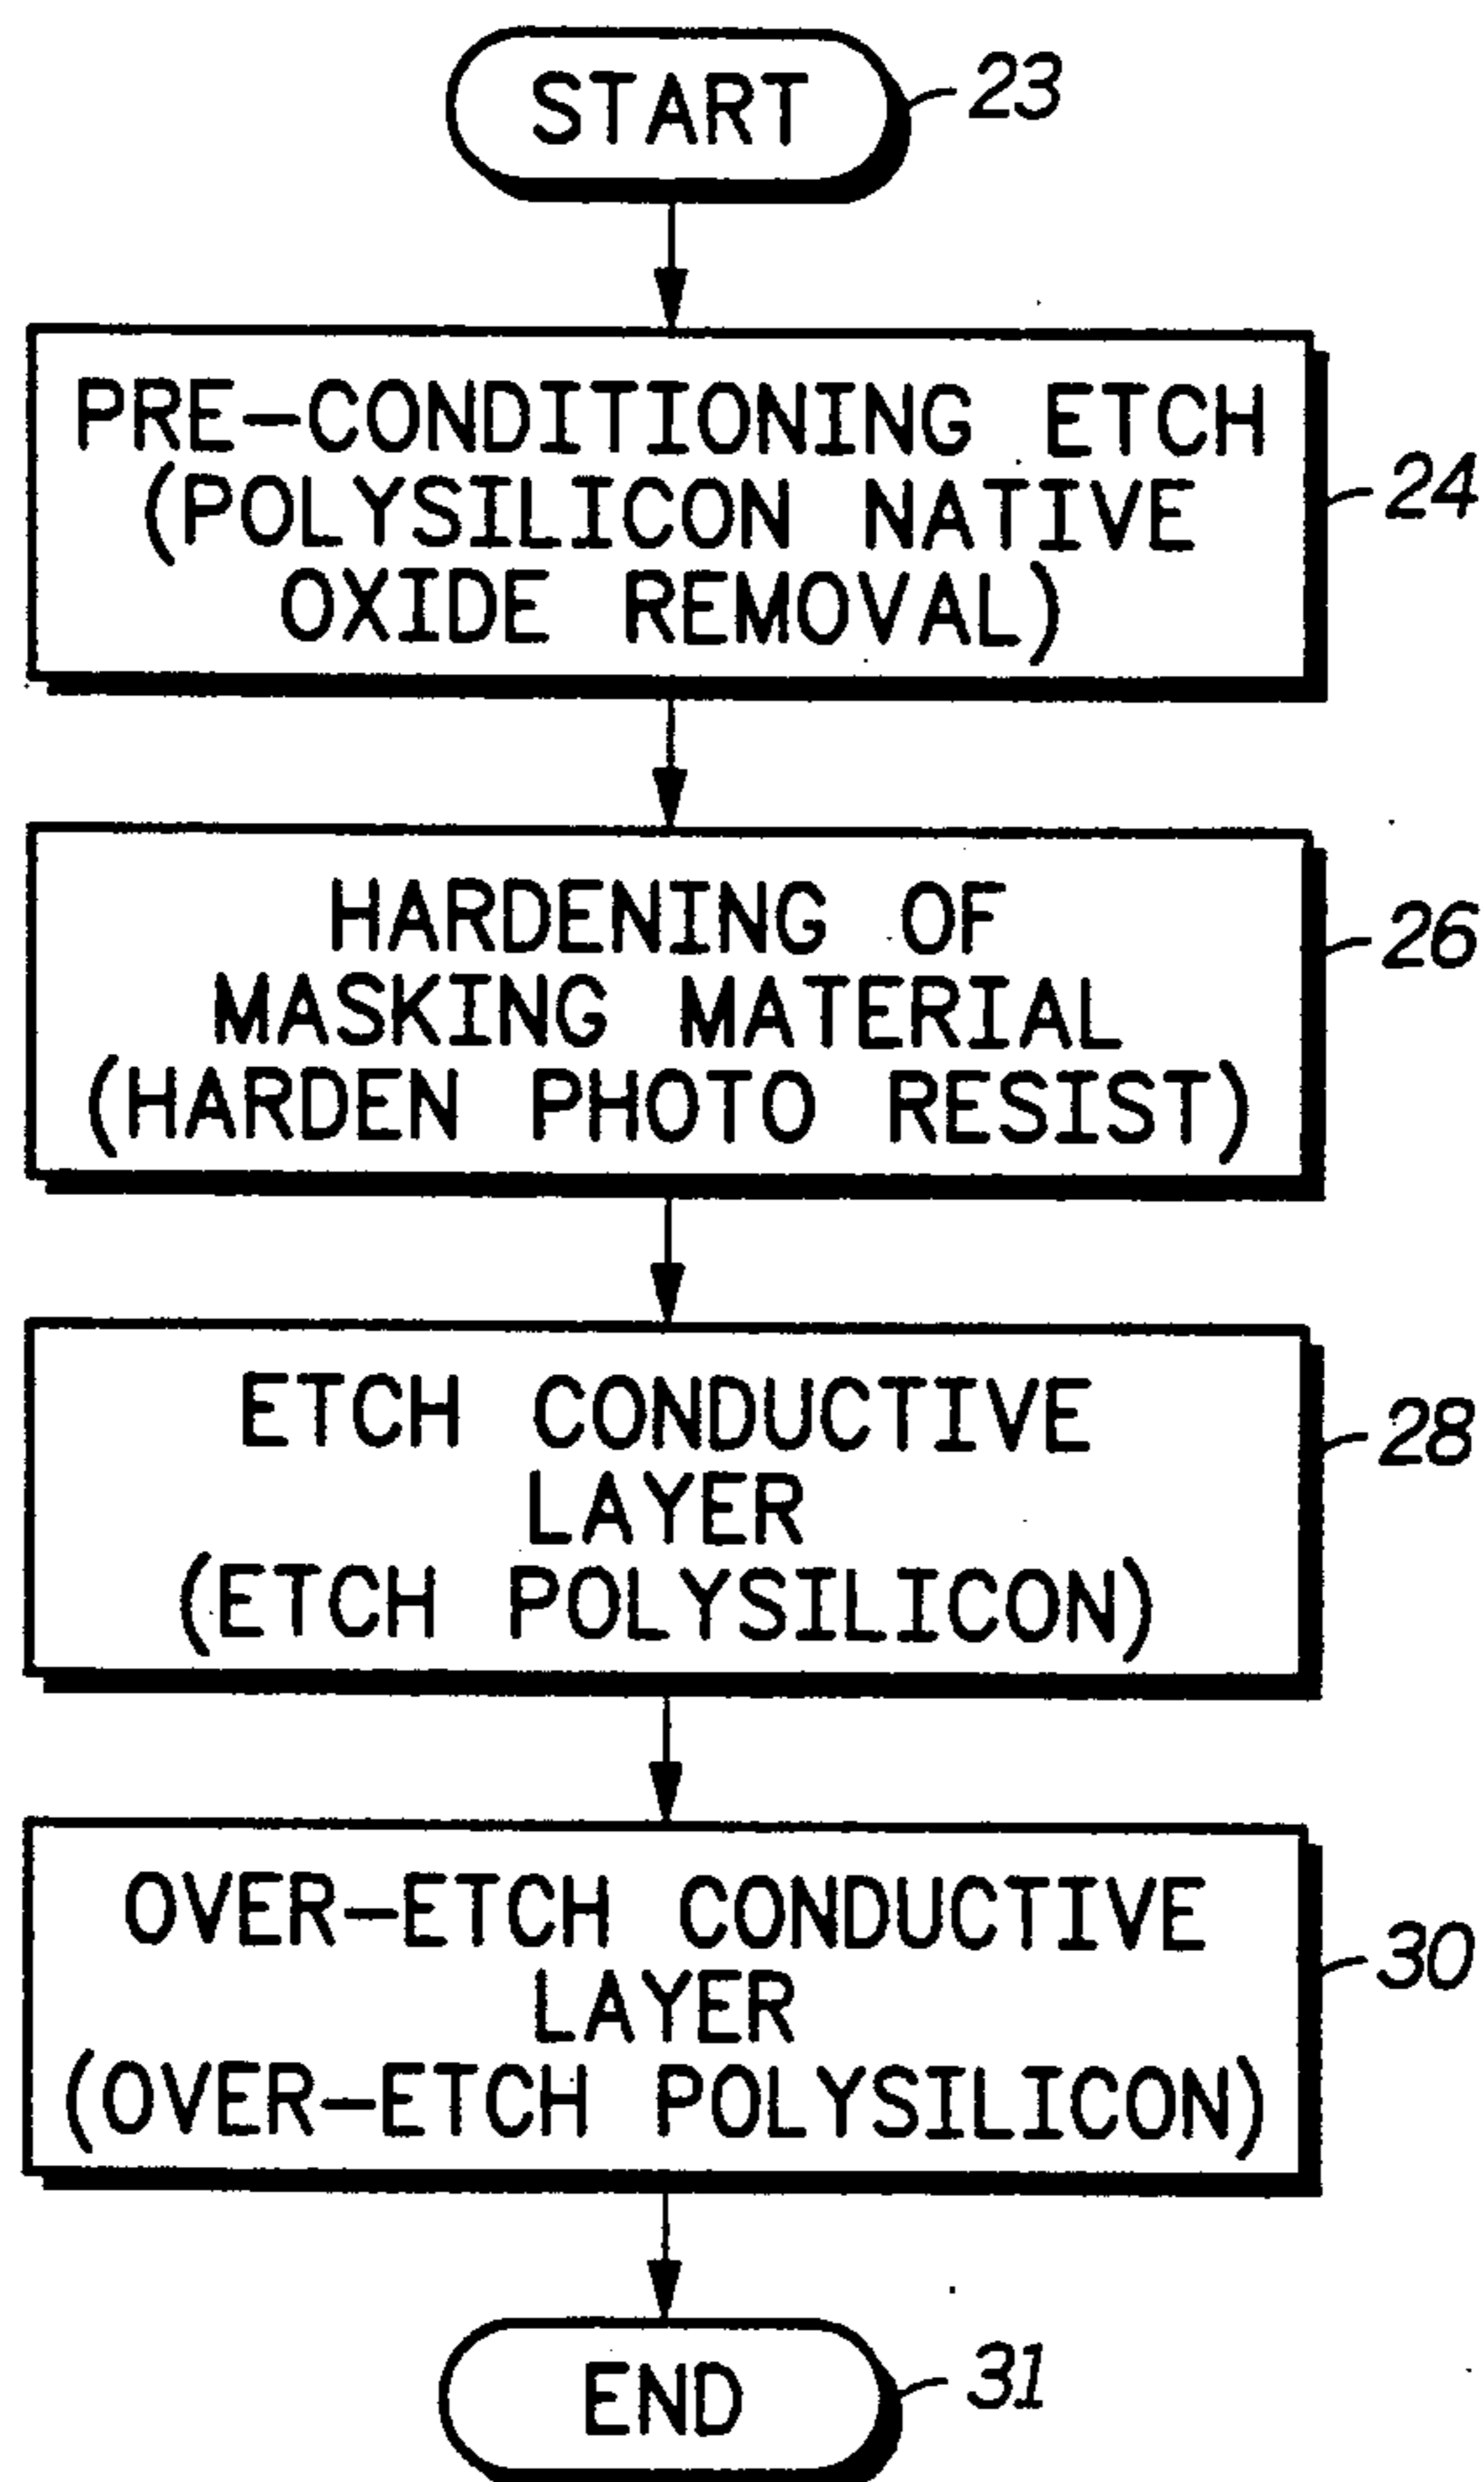 START
23
PRE-CONDITIONING ETCH
(POLYSILICON NATIVE
OXIDE REMOVAL)
24
HARDENING OF
MASKING MATERIAL
(HARDEN PHOTO RESIST)
26
ETCH CONDUCTIVE
LAYER
(ETCH POLYSILICON)
28
OVER-ETCH CONDUCTIVE
LAYER
(OVER-ETCH POLYSILICON)
30
END
31